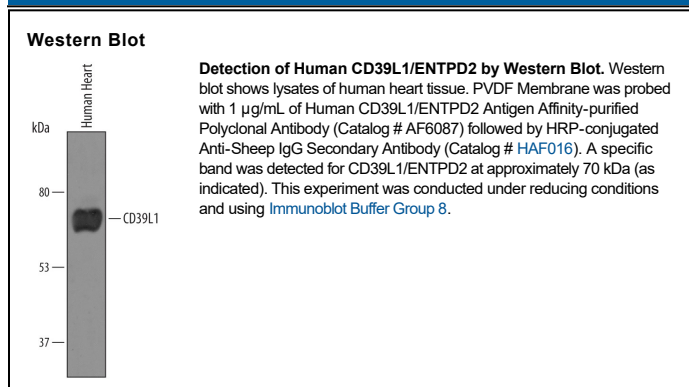 Western Blot
Human Heart
kDa
80
CD39L1
53
37
Detection of Human CD39L1/ENTPD2 by Western Blot. Western
blot shows lysates of human heart tissue. PVDF Membrane was probed
with 1 µg/mL of Human CD39L1/ENTPD2 Antigen Affinity-purified
Polyclonal Antibody (Catalog # AF6087) followed by HRP-conjugated
Anti-Sheep IgG Secondary Antibody (Catalog # HAF016). A specific
band was detected for CD39L1/ENTPD2 at approximately 70 kDa (as
indicated). This experiment was conducted under reducing conditions
and using Immunoblot Buffer Group 8.